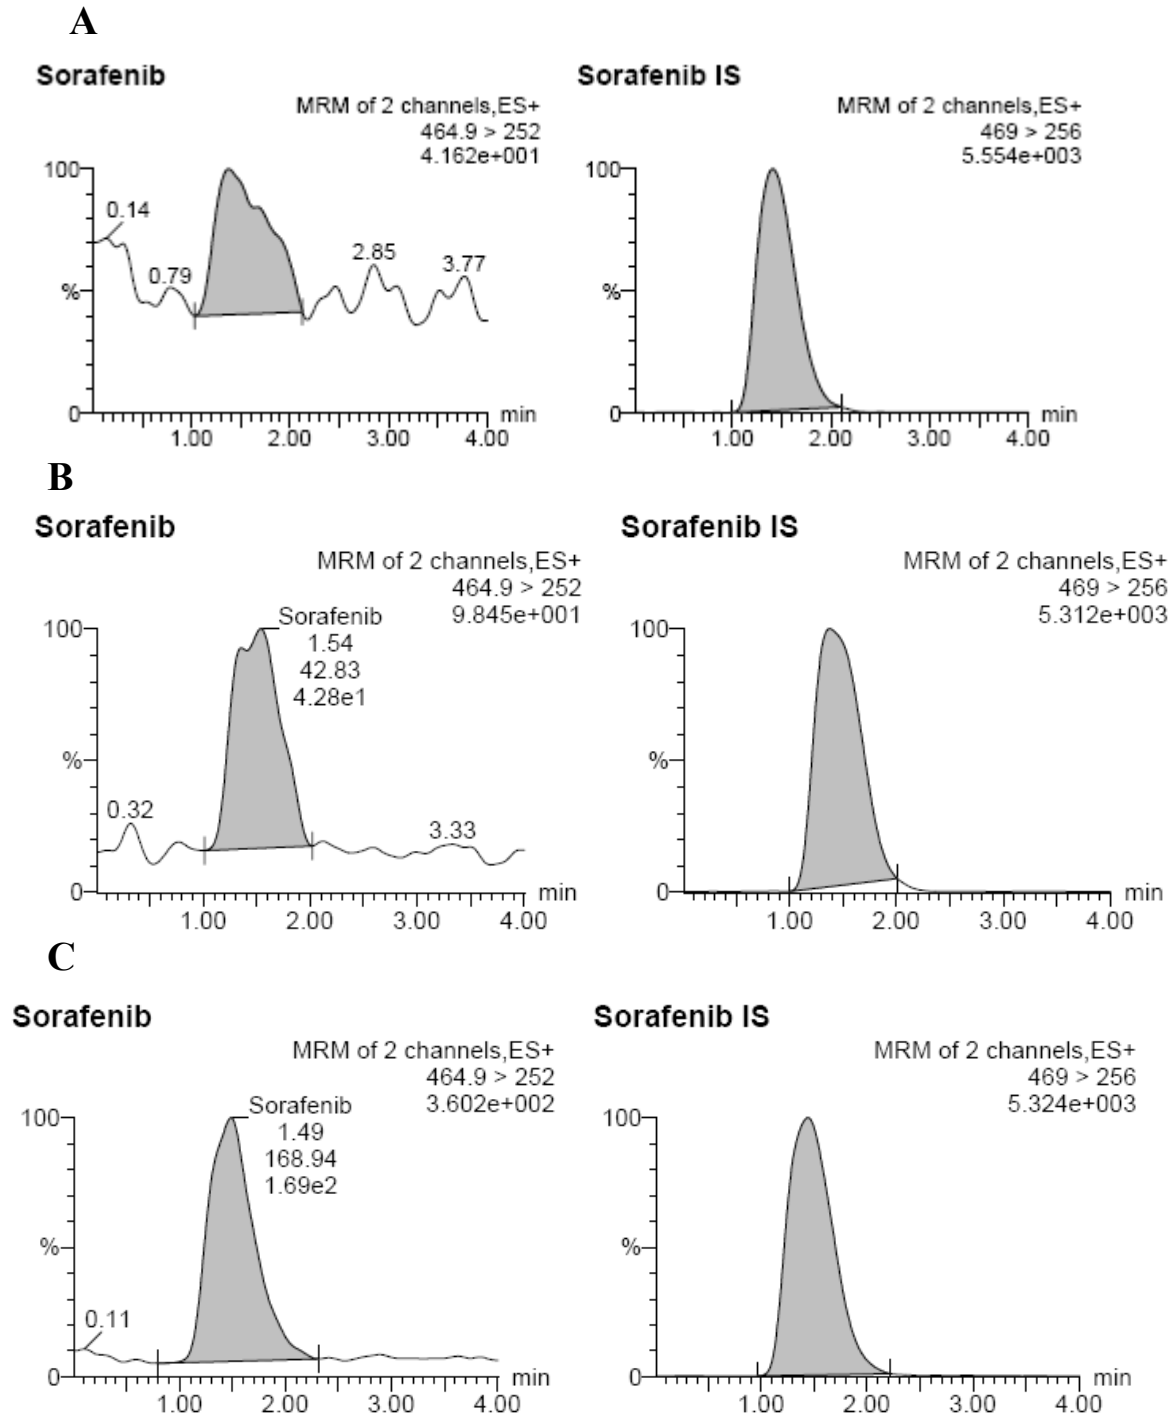 A
Sorafenib
MRM of 2 channels,ES+
464.9 > 252
4.162e+001
100
0.14
0.79
2.85
3.77
%
0
1.00 2.00 3.00 4.00
min
Sorafenib IS
MRM of 2 channels,ES+
469 > 256
5.554e+003
100
%
0
1.00 2.00 3.00 4.00
min
B
Sorafenib
MRM of 2 channels,ES+
464.9 > 252
9.845e+001
100
Sorafenib
1.54
42.83
4.28e1
%
0.32
3.33
0
1.00 2.00 3.00 4.00
min
Sorafenib IS
MRM of 2 channels,ES+
469 > 256
5.312e+003
100
%
0
1.00 2.00 3.00 4.00
min
C
Sorafenib
MRM of 2 channels,ES+
464.9 > 252
3.602e+002
100
Sorafenib
1.49
168.94
1.69e2
%
0.11
0
1.00 2.00 3.00 4.00
min
Sorafenib IS
MRM of 2 channels,ES+
469 > 256
5.324e+003
100
%
0
1.00 2.00 3.00 4.00
min